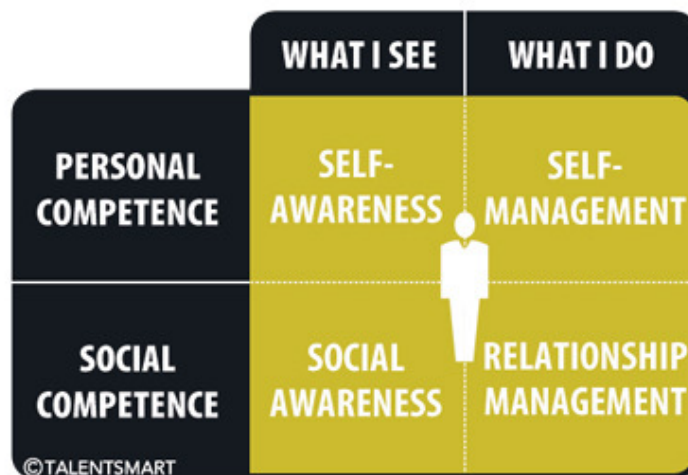 WHAT I SEE
WHAT I DO
PERSONAL
COMPETENCE
SELF-
AWARENESS
SELF-
MANAGEMENT
SOCIAL
COMPETENCE
SOCIAL
AWARENESS
RELATIONSHIP
MANAGEMENT
©TALENTSMART